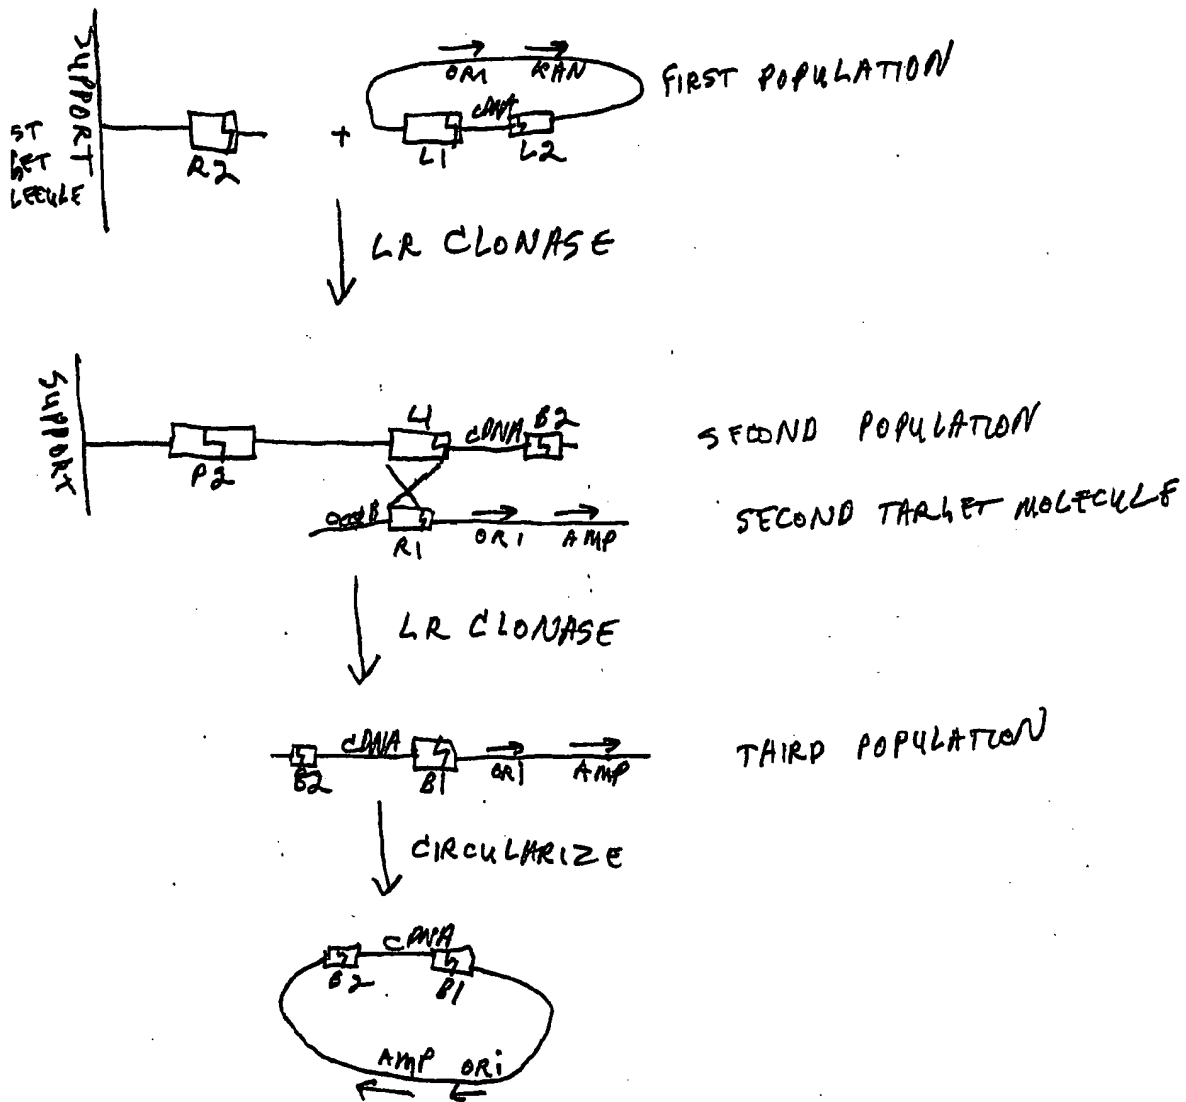 SUPPORT
ORI KAN
FIRST POPULATION
cDNA
ST
GET
LECULE
R2
+
L1
L2
LR CLONASE
SUPPORT
L1 cDNA B2
SECOND POPULATION
P2
SECOND TARGET MOLECULE
R1 ORI AMP
LR CLONASE
cDNA
THIRD POPULATION
B2 B1 ORI AMP
CIRCULARIZE
cDNA
B2 B1
AMP ORi